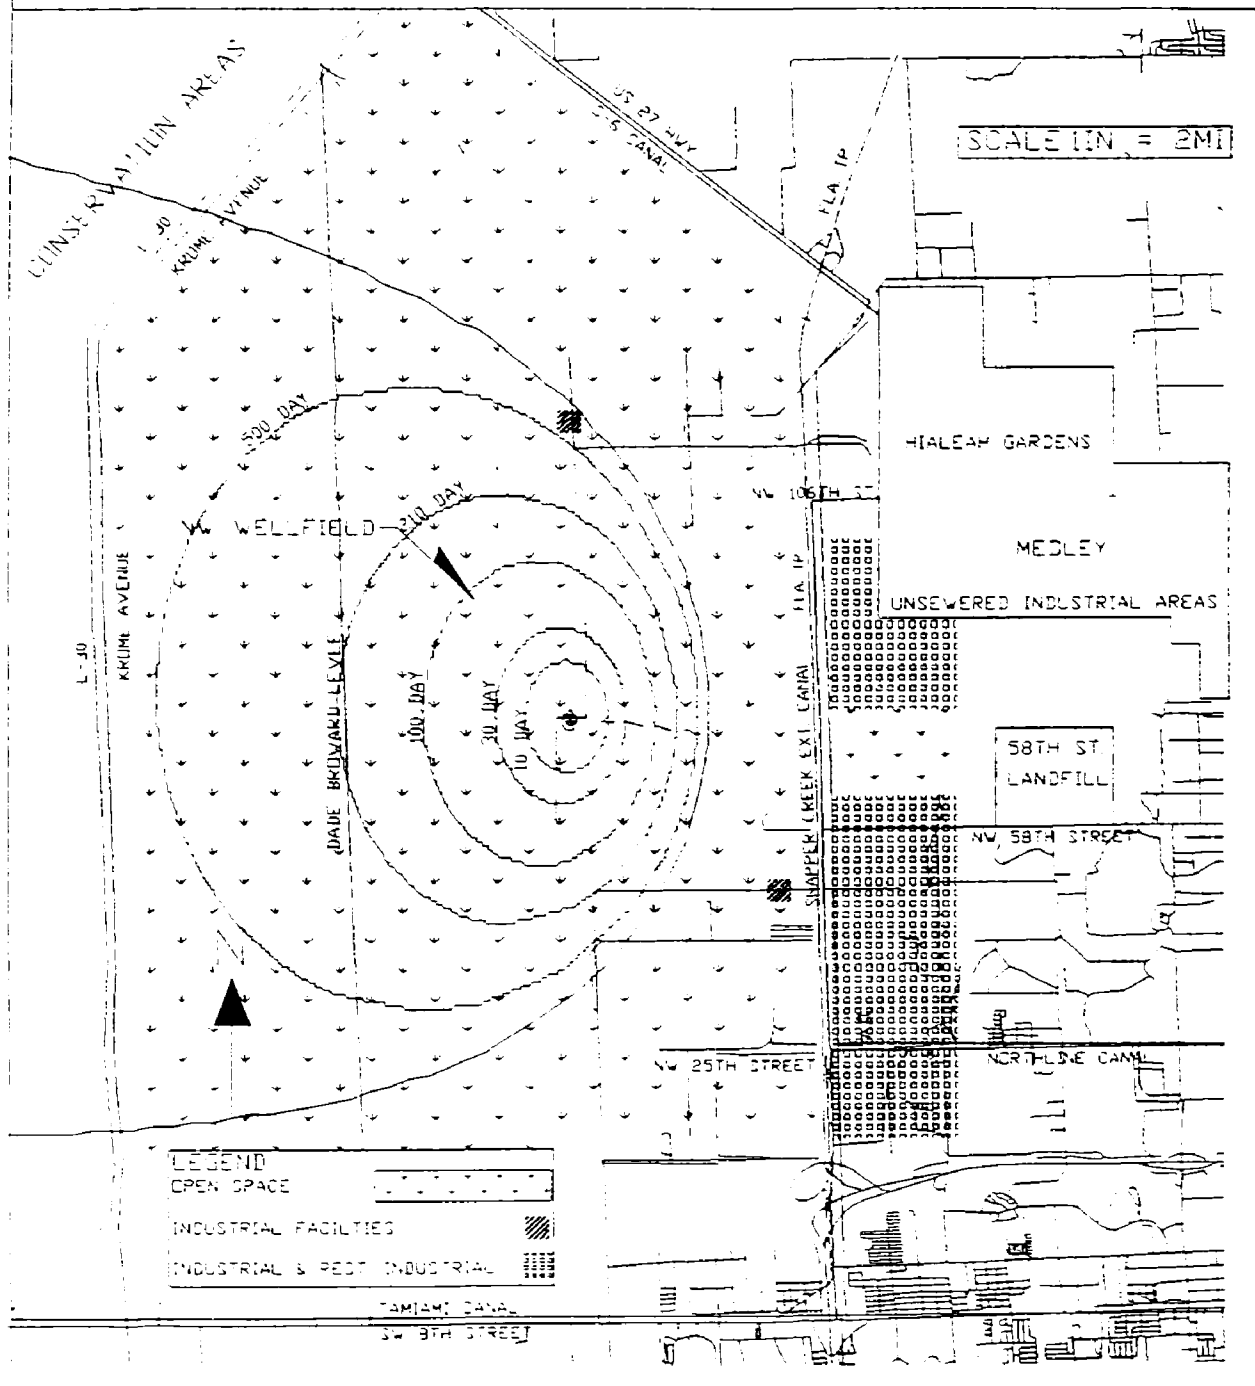 CONSERVATION AREAS
L-30
KRUME AVENUE
US 27 HWY
C-6 CANAL
FLA TP
SCALE 1IN = 2MI
500 DAY
HIALEAH GARDENS
NW 106TH ST
210 DAY
WELLFIELD
MEDLEY
UNSEWERED INDUSTRIAL AREAS
FLA TP
L-30
KRUME AVENUE
DADE BROWARD LEVEE
100 DAY
30 DAY
10 DAY
SNAPPER CREEK EXT CANAL
58TH ST.
LANDFILL
NW 58TH STREET
N
NW 25TH STREET
NORTHLINE CANAL
LEGEND
OPEN SPACE
INDUSTRIAL FACILTIES
INDUSTRIAL & REST INDUSTRIAL
TAMIAMI CANAL
SW 8TH STREET